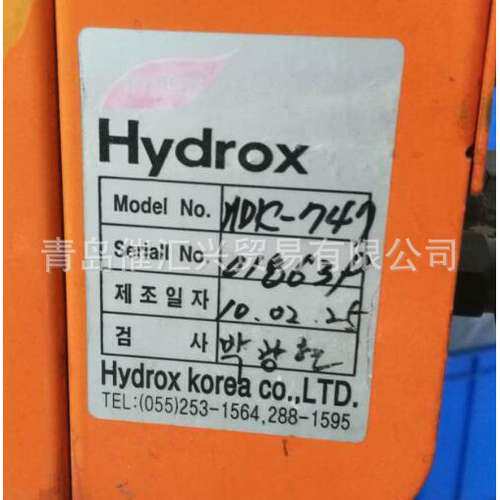 Hydrox
Model No. HDK-747
Serial No.
青岛催汇兴贸易有限公司
제조일자 10.02.25
검 사
Hydrox korea co.,LTD.
TEL:(055)253-1564,288-1595